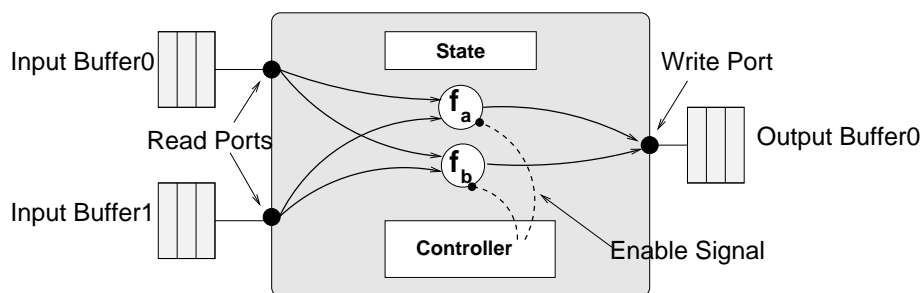 Input Buffer0
State
Write Port
f a
Read Ports
Output Buffer0
f b
Input Buffer1
Controller
Enable Signal